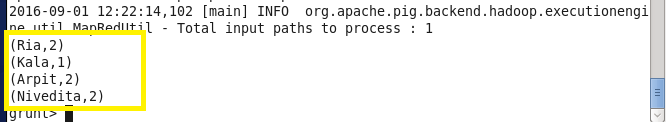 2016-09-01 12:22:14,102 [main] INFO  org.apache.pig.backend.hadoop.executionengi
ne.util.MapRedUtil - Total input paths to process : 1
(Ria,2)
(Kala,1)
(Arpit,2)
(Nivedita,2)
grunt>